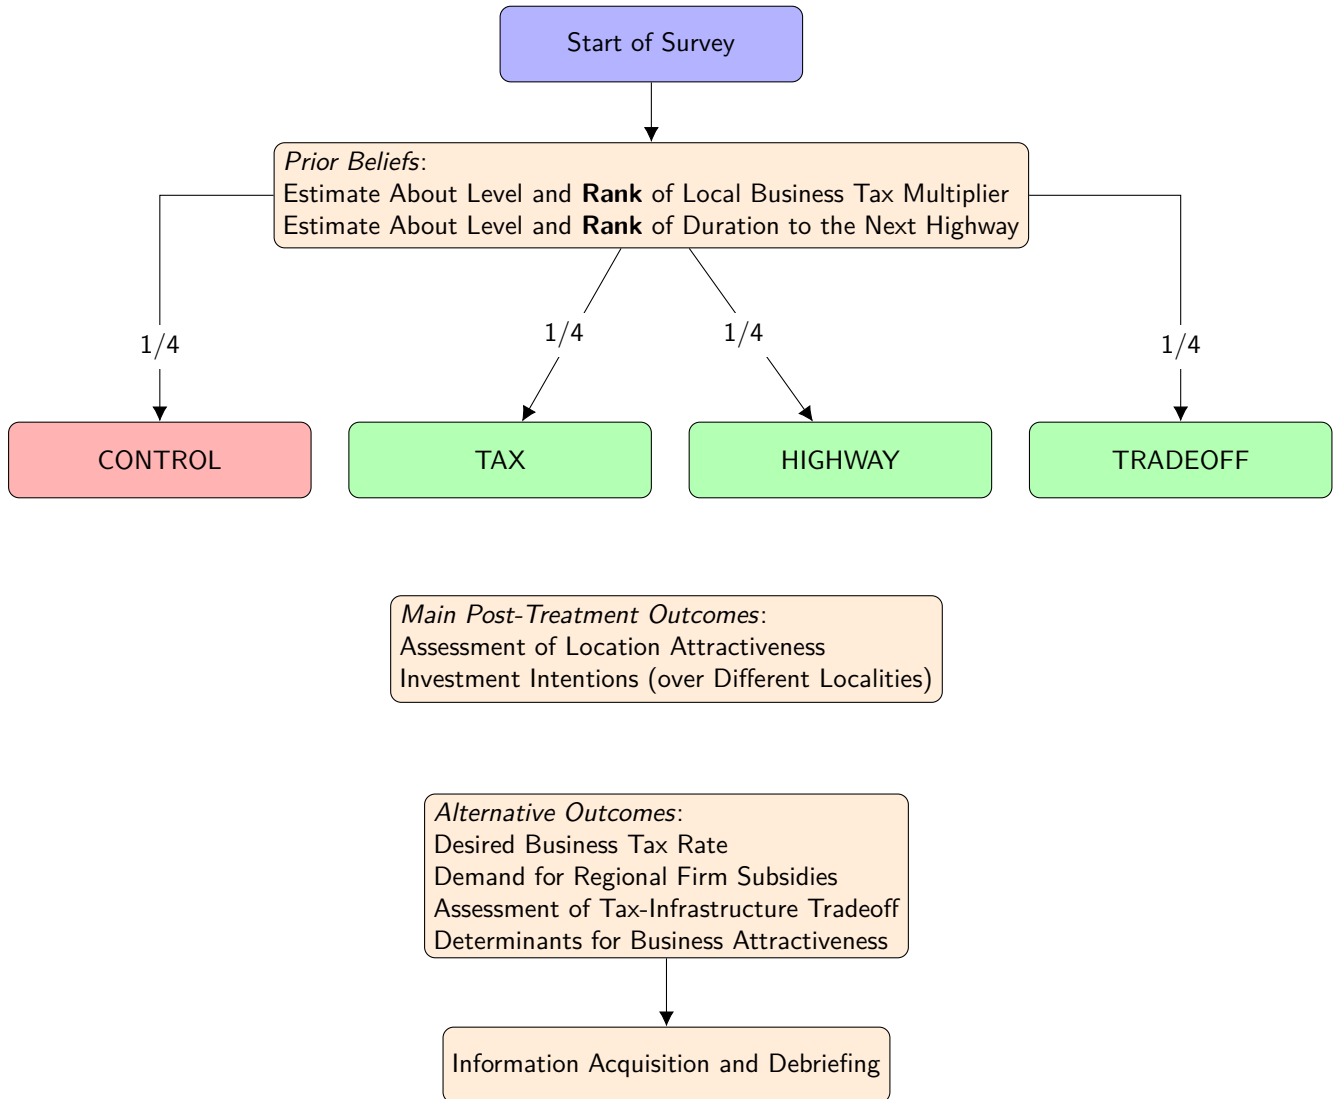 Start of Survey
Prior Beliefs:
Estimate About Level and Rank of Local Business Tax Multiplier
Estimate About Level and Rank of Duration to the Next Highway
1/4
1/4
1/4
1/4
CONTROL
TAX
HIGHWAY
TRADEOFF
Main Post-Treatment Outcomes:
Assessment of Location Attractiveness
Investment Intentions (over Different Localities)
Alternative Outcomes:
Desired Business Tax Rate
Demand for Regional Firm Subsidies
Assessment of Tax-Infrastructure Tradeoff
Determinants for Business Attractiveness
Information Acquisition and Debriefing